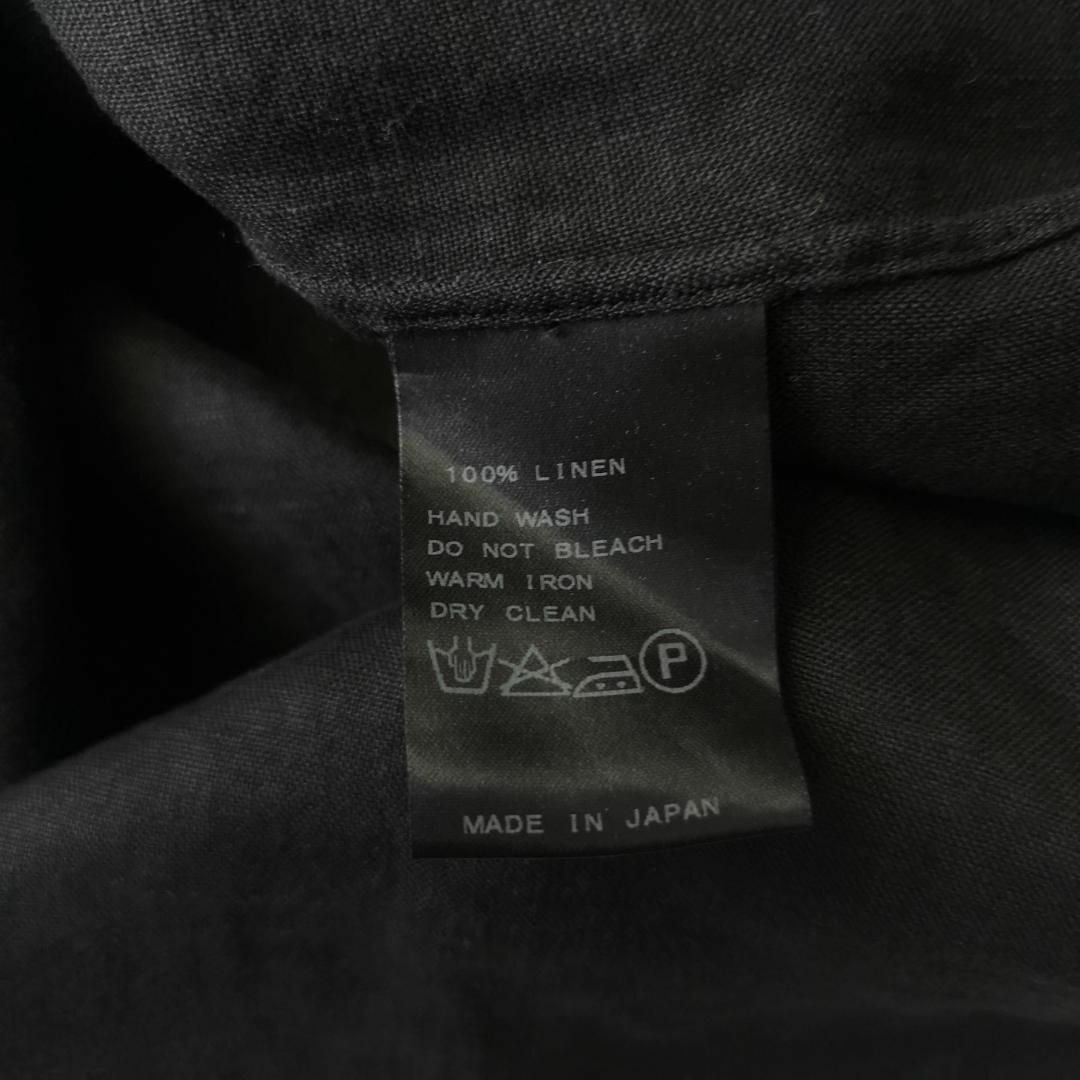 100% LINEN
HAND WASH
DO NOT BLEACH
WARM IRON
DRY CLEAN
P
MADE IN JAPAN